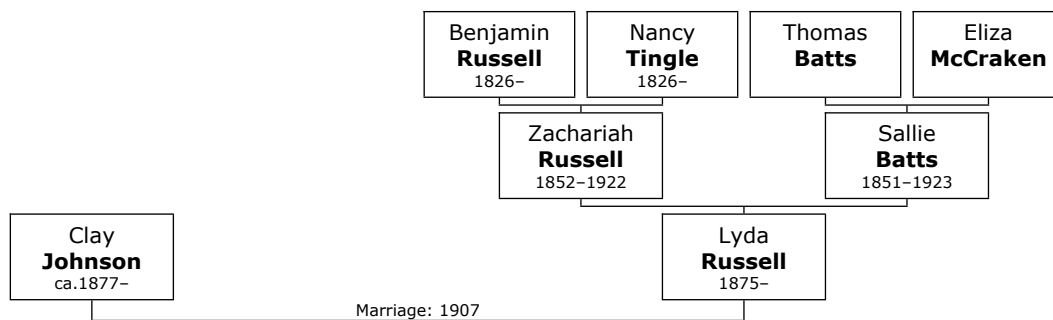 Benjamin
Russell
1826–
Nancy
Tingle
1826–
Thomas
Batts
Eliza
McCraken
Zachariah
Russell
1852–1922
Sallie
Batts
1851–1923
Clay
Johnson
ca.1877–
Lyda
Russell
1875–
Marriage: 1907